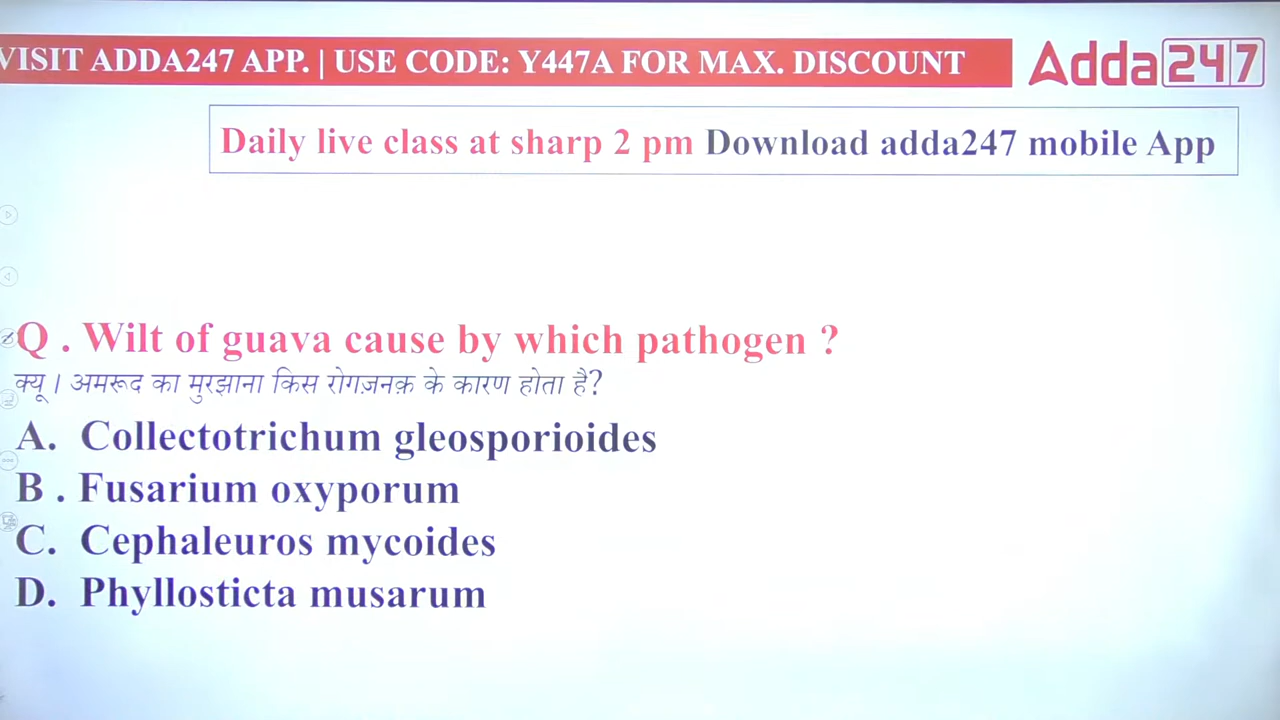 VISIT ADDA247 APP. | USE CODE: Y447A FOR MAX. DISCOUNT
Adda247
Daily live class at sharp 2 pm Download adda247 mobile App
Q . Wilt of guava cause by which pathogen ?
क्यू । अमरूद का मुरझाना किस रोगज़नक़ के कारण होता है?
A. Collectotrichum gleosporioides
B . Fusarium oxyporum
C. Cephaleuros mycoides
D. Phyllosticta musarum